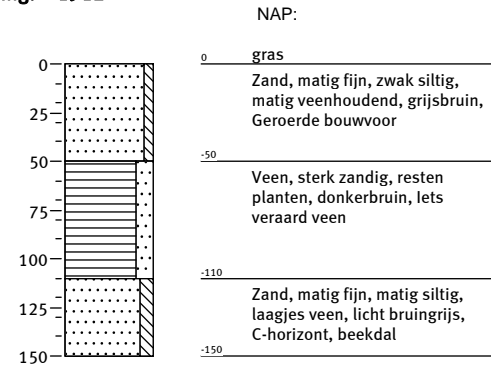 NAP:
0
25
50
75
100
125
150
0
gras
Zand, matig fijn, zwak siltig,
matig veenhoudend, grijsbruin,
Geroerde bouwvoor
-50
Veen, sterk zandig, resten
planten, donkerbruin, Iets
veraard veen
-110
Zand, matig fijn, matig siltig,
laagjes veen, licht bruingrijs,
C-horizont, beekdal
-150